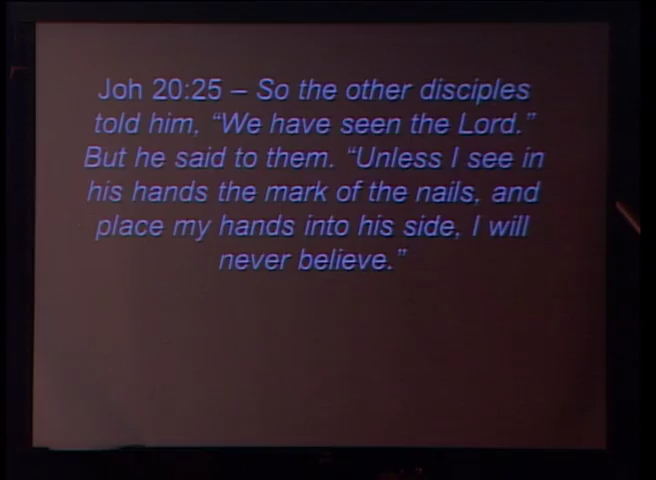 Joh 20:25 – So the other disciples
told him, “We have seen the Lord.”
But he said to them. “Unless I see in
his hands the mark of the nails, and
place my hands into his side, I will
never believe.”